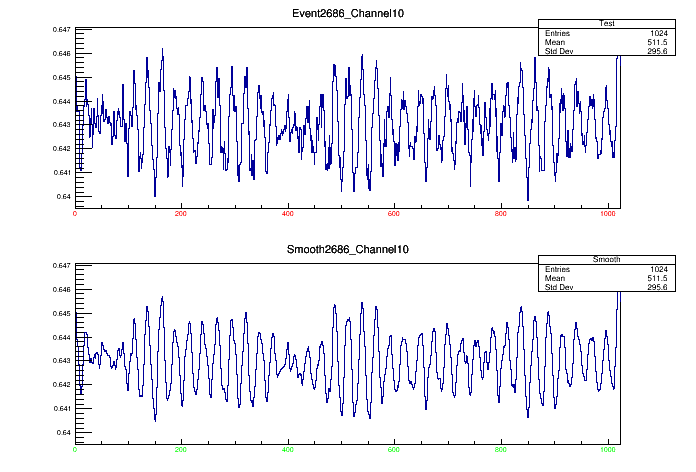 Event2686_Channel10
Test
Entries 1024
Mean 511.5
Std Dev 295.6
0.647
0.646
0.645
0.644
0.643
0.642
0.641
0.64
0 200 400 600 800 1000
Smooth2686_Channel10
Smooth
Entries 1024
Mean 511.5
Std Dev 295.6
0.647
0.646
0.645
0.644
0.643
0.642
0.641
0.64
0 200 400 600 800 1000